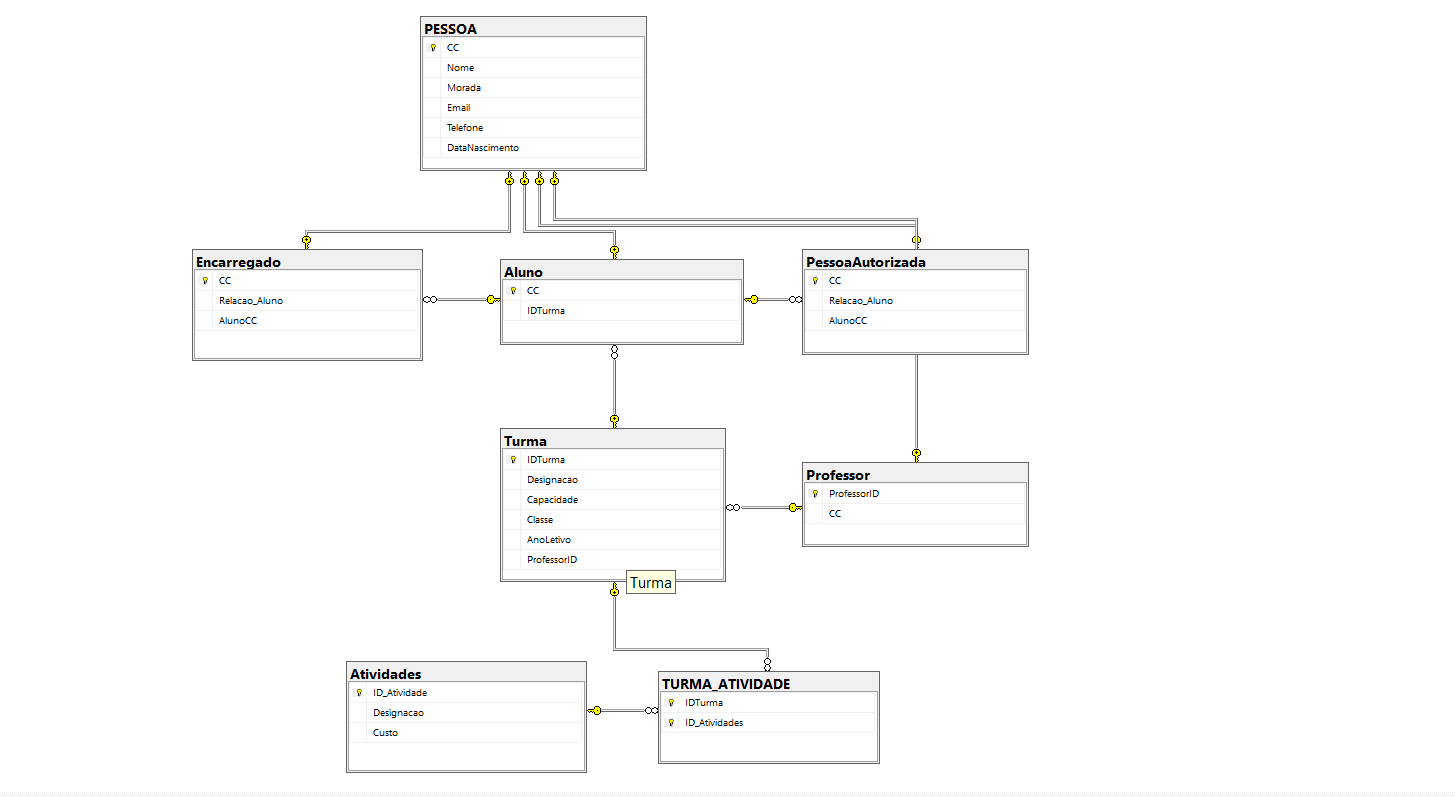 PESSOA
CC
Nome
Morada
Email
Telefone
DataNascimento
Encarregado
CC
Relacao_Aluno
AlunoCC
Aluno
CC
IDTurma
PessoaAutorizada
CC
Relacao_Aluno
AlunoCC
Turma
IDTurma
Designacao
Capacidade
Classe
AnoLetivo
ProfessorID
Turma
Professor
ProfessorID
CC
Atividades
ID_Atividade
Designacao
Custo
TURMA_ATIVIDADE
IDTurma
ID_Atividades